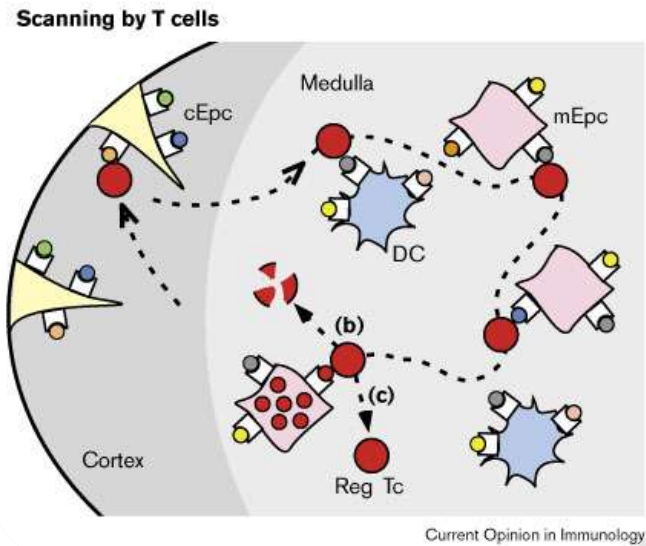 Scanning by T cells
Medulla
cEpc
mEpc
DC
(b)
(c)
Cortex
Reg Tc
Current Opinion in Immunology